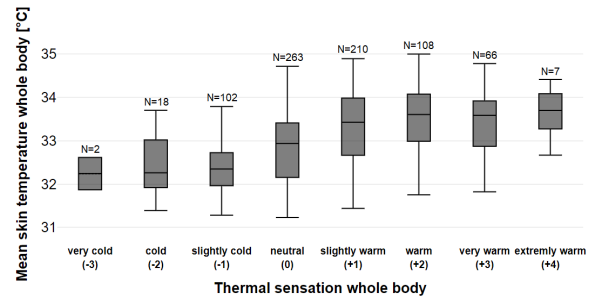 Mean skin temperature whole body [°C]
35
34
33
32
31
N=2
N=18
N=102
N=263
N=210
N=108
N=66
N=7
very cold
(-3)
cold
(-2)
slightly cold
(-1)
neutral
(0)
slightly warm
(+1)
warm
(+2)
very warm
(+3)
extremly warm
(+4)
Thermal sensation whole body